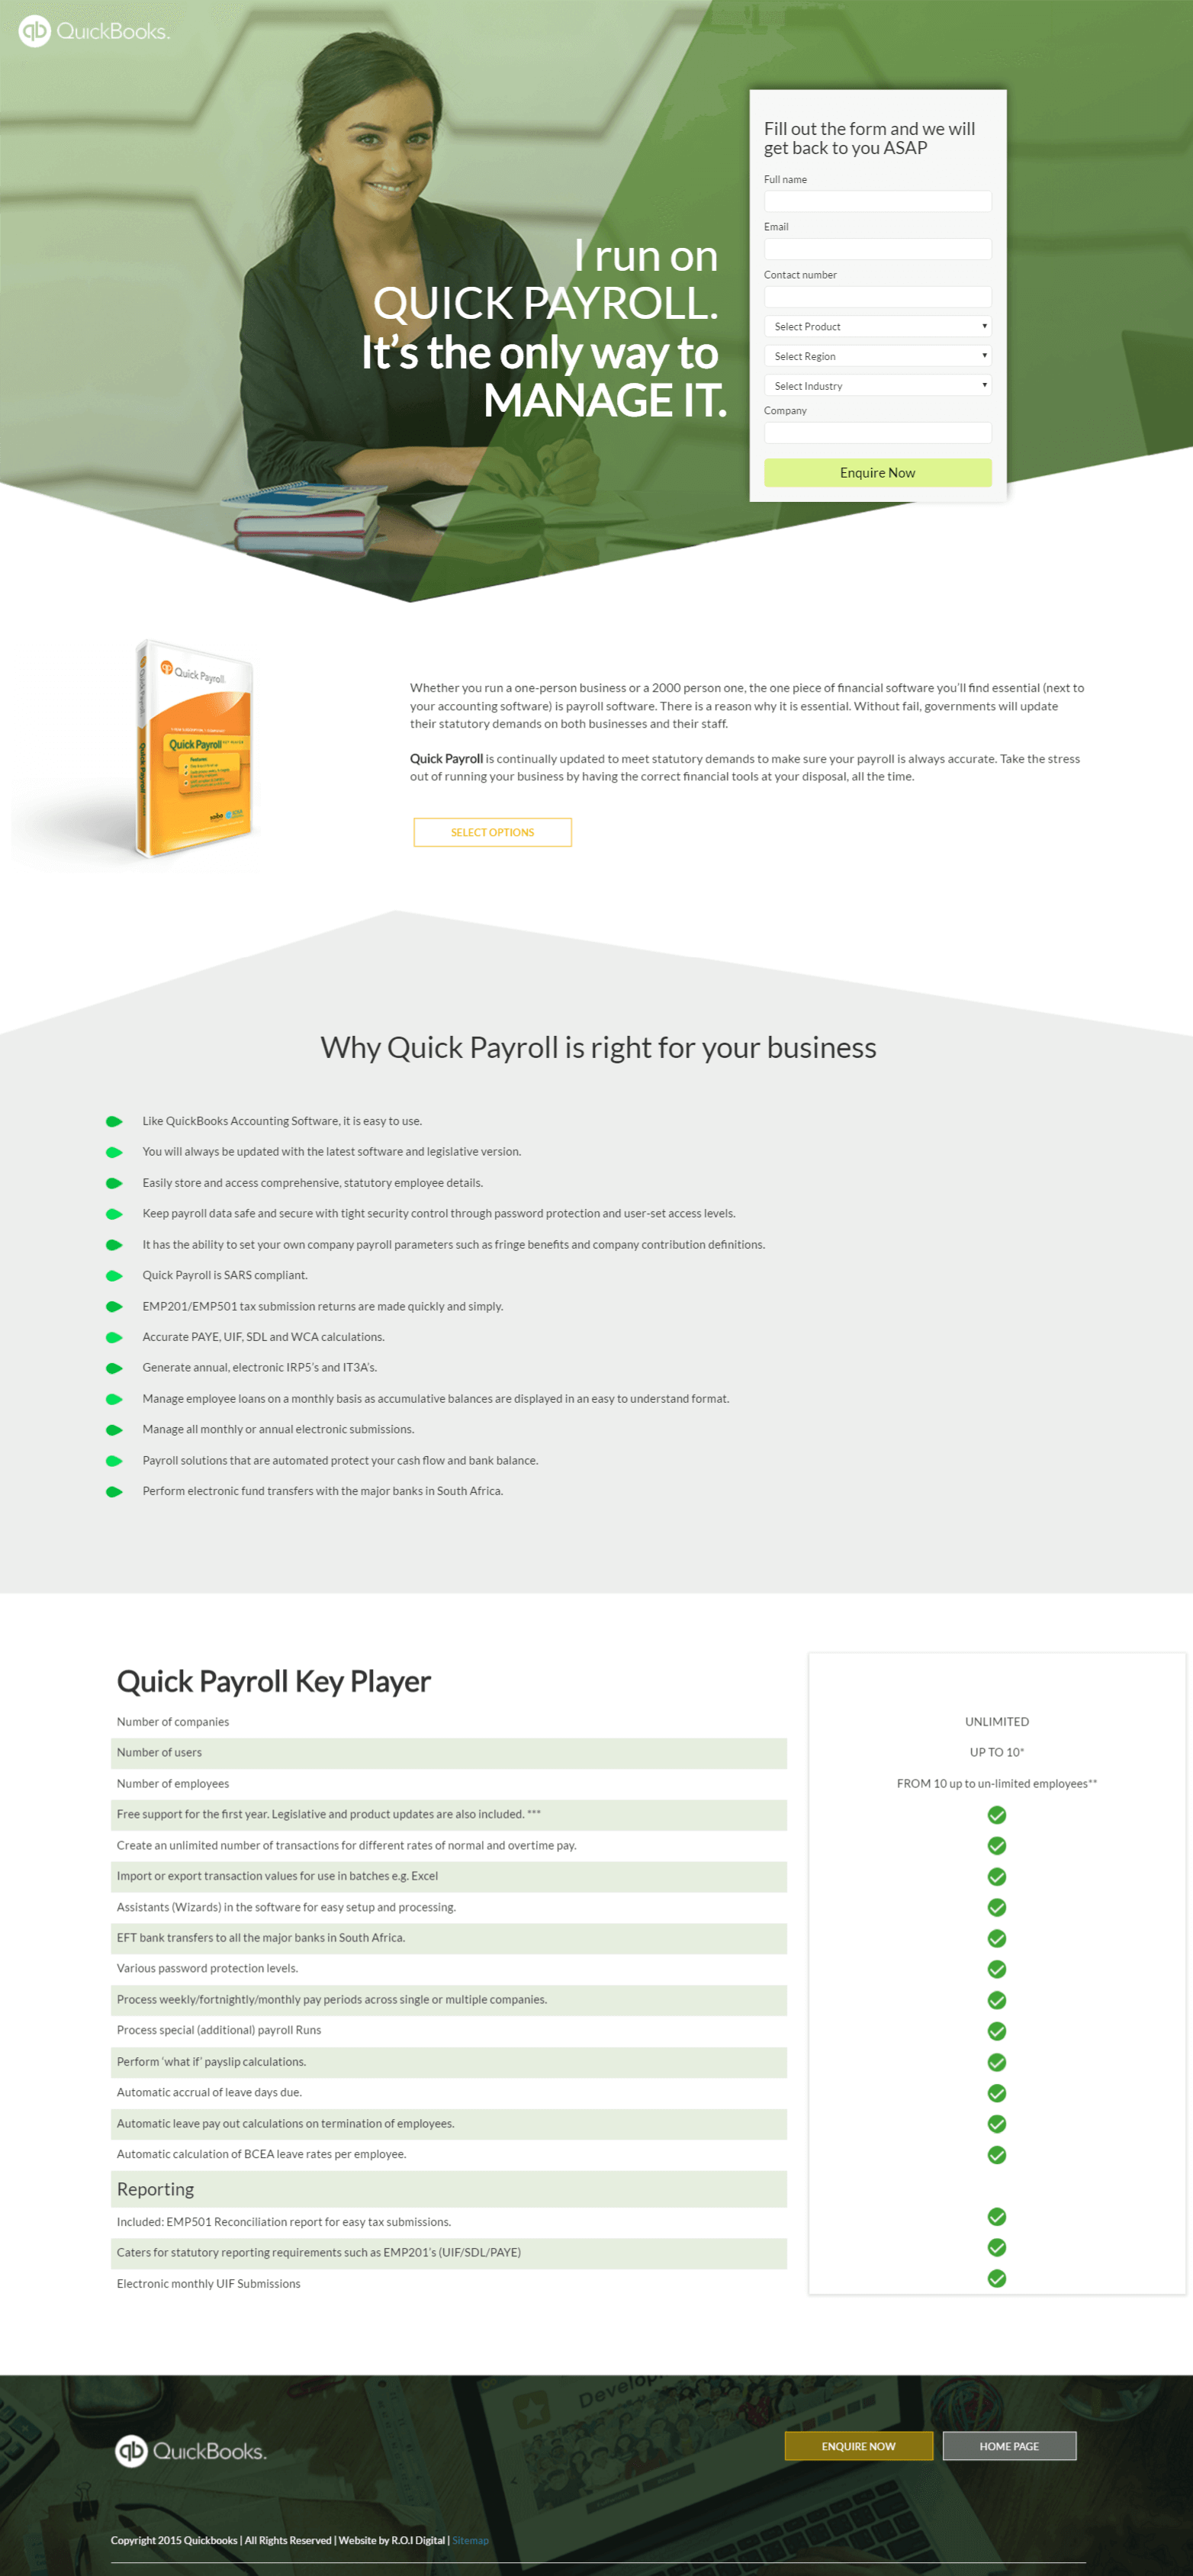 QuickBooks.
I run on
QUICK PAYROLL.
It's the only way to
MANAGE IT.
Fill out the form and we will
get back to you ASAP
Full name
Email
Contact number
Select Product
Select Region
Select Industry
Company
Enquire Now
Quick Payroll.
Quick Payroll
Quick Payroll
Features:
Whether you run a one-person business or a 2000 person one, the one piece of financial software you'll find essential (next to
your accounting software) is payroll software. There is a reason why it is essential. Without fail, governments will update
their statutory demands on both businesses and their staff.
Quick Payroll is continually updated to meet statutory demands to make sure your payroll is always accurate. Take the stress
out of running your business by having the correct financial tools at your disposal, all the time.
SELECT OPTIONS
Why Quick Payroll is right for your business
Like QuickBooks Accounting Software, it is easy to use.
You will always be updated with the latest software and legislative version.
Easily store and access comprehensive, statutory employee details.
Keep payroll data safe and secure with tight security control through password protection and user-set access levels.
It has the ability to set your own company payroll parameters such as fringe benefits and company contribution definitions.
Quick Payroll is SARS compliant.
EMP201/EMP501 tax submission returns are made quickly and simply.
Accurate PAYE, UIF, SDL and WCA calculations.
Generate annual, electronic IRP5's and IT3A's.
Manage employee loans on a monthly basis as accumulative balances are displayed in an easy to understand format.
Manage all monthly or annual electronic submissions.
Payroll solutions that are automated protect your cash flow and bank balance.
Perform electronic fund transfers with the major banks in South Africa.
Quick Payroll Key Player
Number of companies
UNLIMITED
Number of users
UP TO 10*
Number of employees
FROM 10 up to un-limited employees**
Free support for the first year. Legislative and product updates are also included. ***
Create an unlimited number of transactions for different rates of normal and overtime pay.
Import or export transaction values for use in batches e.g. Excel
Assistants (Wizards) in the software for easy setup and processing.
EFT bank transfers to all the major banks in South Africa.
Various password protection levels.
Process weekly/fortnightly/monthly pay periods across single or multiple companies.
Process special (additional) payroll Runs
Perform 'what if' payslip calculations.
Automatic accrual of leave days due.
Automatic leave pay out calculations on termination of employees.
Automatic calculation of BCEA leave rates per employee.
Reporting
Included: EMP501 Reconciliation report for easy tax submissions.
Caters for statutory reporting requirements such as EMP201's (UIF/SDL/PAYE)
Electronic monthly UIF Submissions
QuickBooks.
ENQUIRE NOW
HOME PAGE
Copyright 2015 Quickbooks | All Rights Reserved | Website by R.O.I Digital | Sitemap